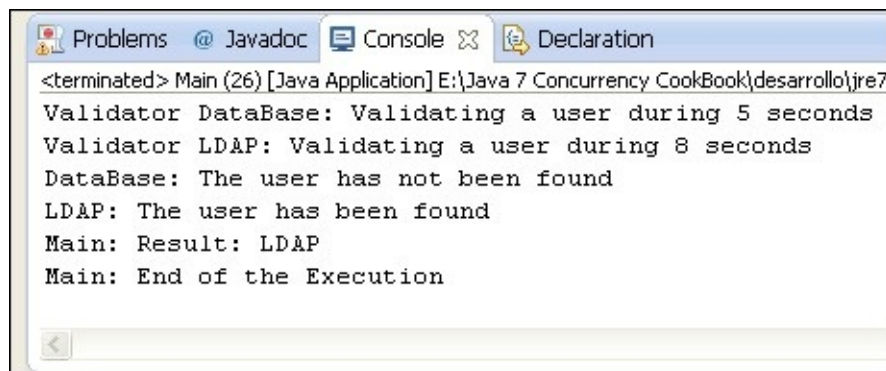 Problems @ Javadoc Console Declaration
<terminated> Main (26) [Java Application] E:\Java 7 Concurrency CookBook\desarrollo\jre7
Validator DataBase: Validating a user during 5 seconds
Validator LDAP: Validating a user during 8 seconds
DataBase: The user has not been found
LDAP: The user has been found
Main: Result: LDAP
Main: End of the Execution